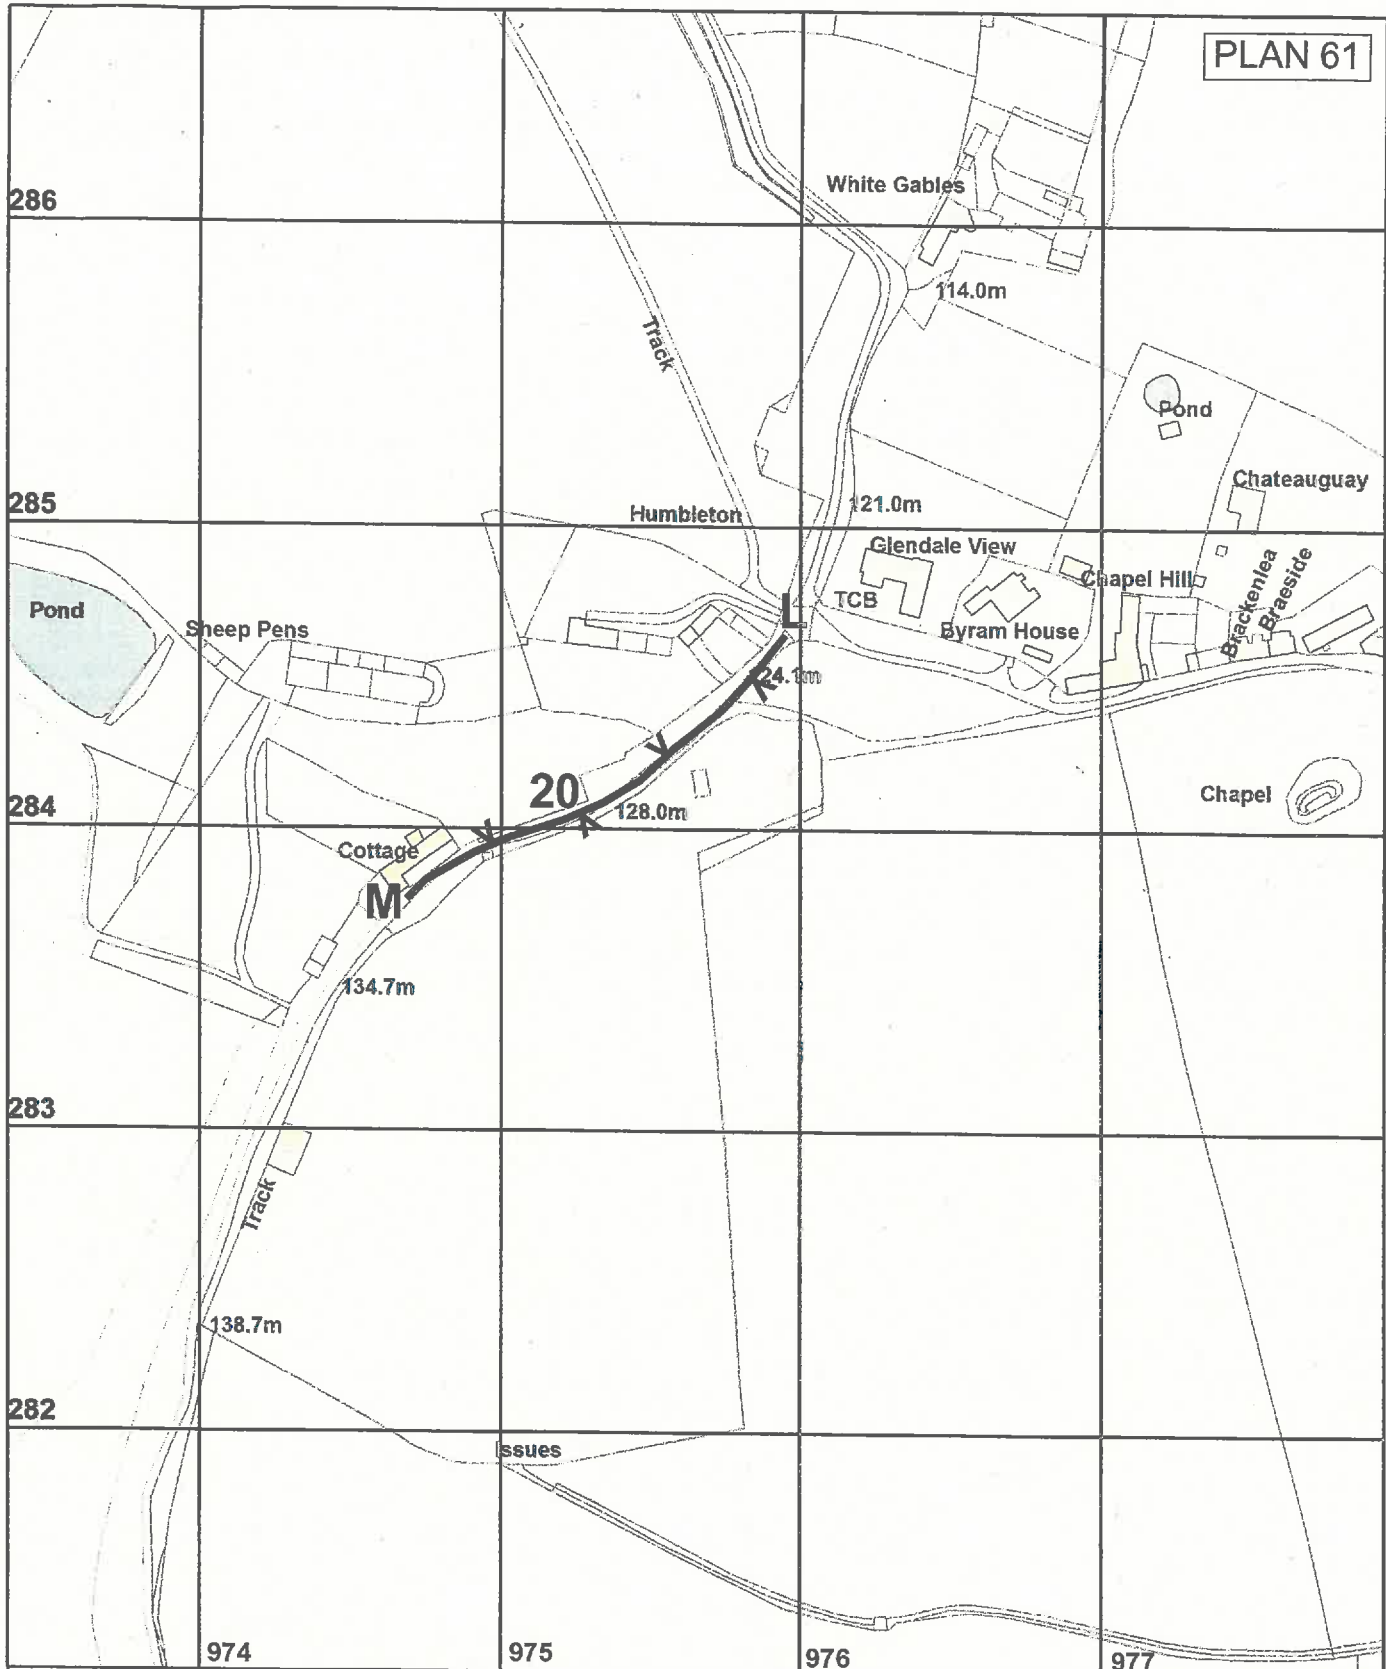 PLAN 61
White Gables
286
114.0m
Track
Pond
Chateauguay
285
121.0m
Humbleton
Glendale View
Chapel Hill
Brackenlea
Braeside
Pond
TCB
L
Sheep Pens
Byram House
24.1m
20
Chapel
284
128.0m
Cottage
M
134.7m
283
Track
138.7m
282
Issues
974
975
976
977